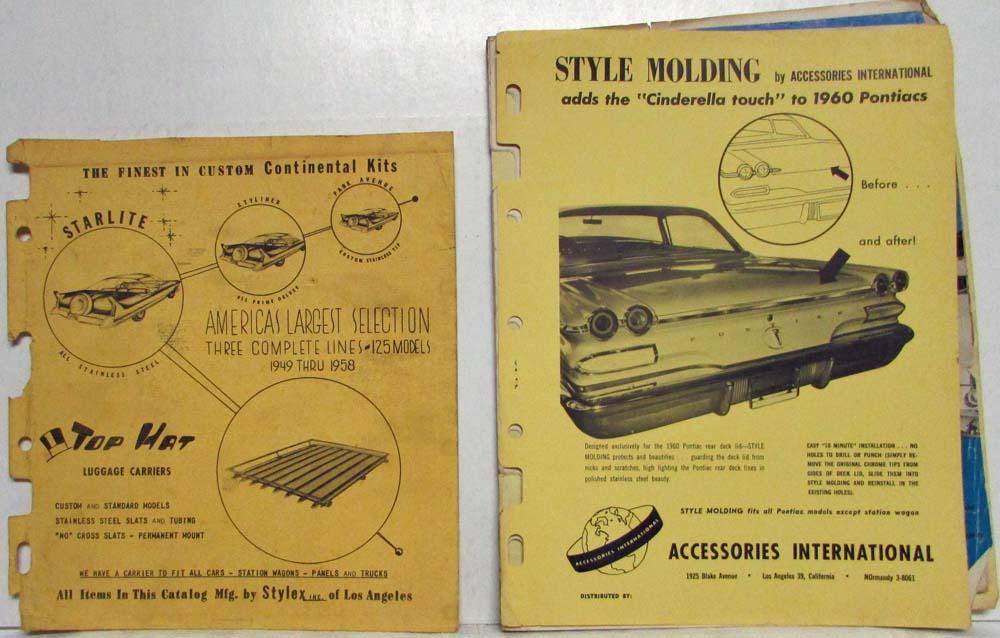 THE FINEST IN CUSTOM Continental Kits
STARLITE
ALL STAINLESS STEEL
STYLINER
ALL PRIME DELUXE
PARK AVENUE
CUSTOM STAINLESS TIP
AMERICAS LARGEST SELECTION
THREE COMPLETE LINES - 125 MODELS
1949 THRU 1958
TOP HAT
LUGGAGE CARRIERS
CUSTOM AND STANDARD MODELS
STAINLESS STEEL SLATS AND TUBING
"NO" CROSS SLATS - PERMANENT MOUNT
WE HAVE A CARRIER TO FIT ALL CARS - STATION WAGONS - PANELS AND TRUCKS
All Items In This Catalog Mfg. by Stylex INC. of Los Angeles
STYLE MOLDING by ACCESSORIES INTERNATIONAL
adds the "Cinderella touch" to 1960 Pontiacs
Before . . .
and after!
PONTIAC
Designed exclusively for the 1960 Pontiac rear deck lid—STYLE
MOLDING protects and beautifies . . . guarding the deck lid from
nicks and scratches, high lighting the Pontiac rear deck lines in
polished stainless steel beauty.
EASY "10 MINUTE" INSTALLATION . . . NO
HOLES TO DRILL OR PUNCH (SIMPLY RE-
MOVE THE ORIGINAL CHROME TIPS FROM
SIDES OF DECK LID, SLIDE THEM INTO
STYLE MOLDING AND REINSTALL IN THE
EXISTING HOLES).
STYLE MOLDING fits all Pontiac models except station wagon
ACCESSORIES INTERNATIONAL
ACCESSORIES INTERNATIONAL
1925 Blake Avenue • Los Angeles 39, California • NOrmandy 3-8061
DISTRIBUTED BY: